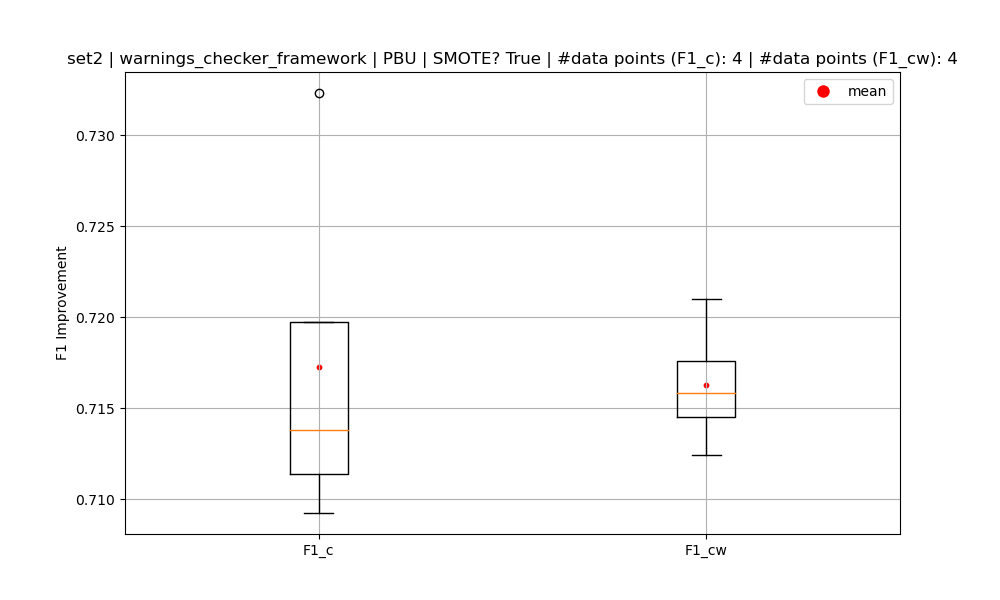 set2 | warnings_checker_framework | PBU | SMOTE? True | #data points (F1_c): 4 | #data points (F1_cw): 4
mean
0.730
0.725
0.720
0.715
0.710
F1 Improvement
F1_c
F1_cw